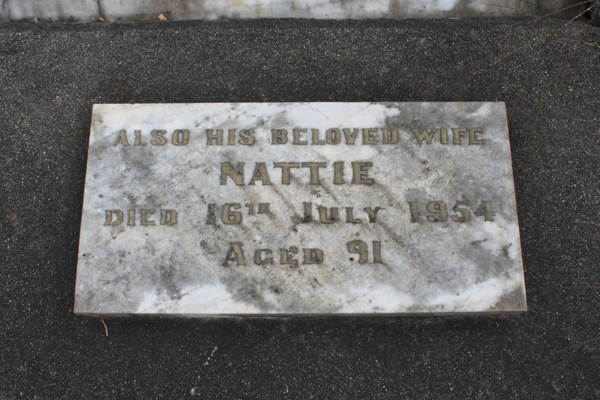 ALSO HIS BELOVED WIFE
NATTIE
DIED 16TH JULY 1954
AGED 91